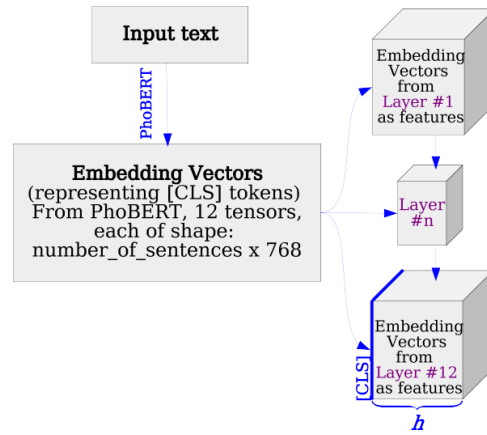 Input text
PhoBERT
Embedding Vectors
(representing [CLS] tokens)
From PhoBERT, 12 tensors,
each of shape:
number_of_sentences x 768
Embedding
Vectors
from
Layer #1
as features
Layer
#n
Embedding
Vectors
from
Layer #12
as features
[CLS]
h